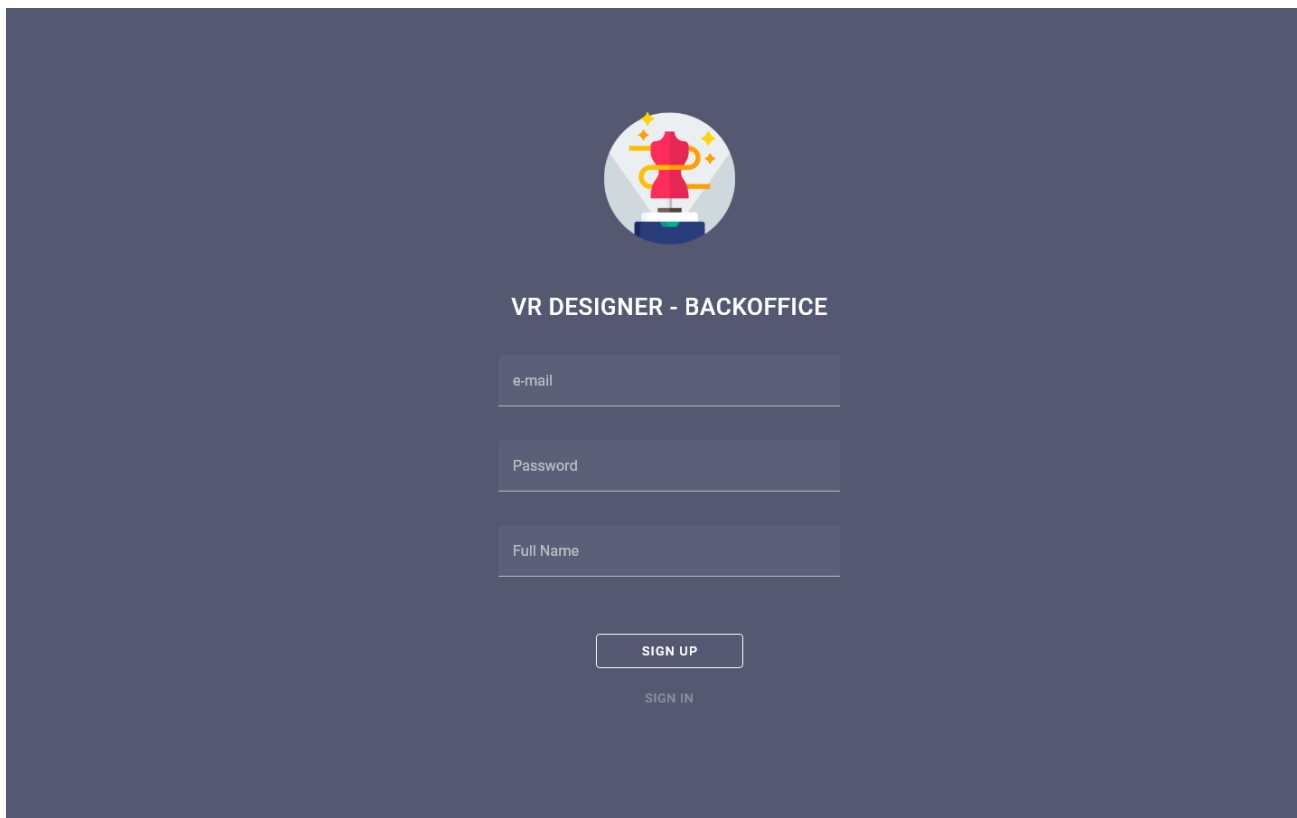 VR DESIGNER - BACKOFFICE
e-mail
Password
Full Name
SIGN UP
SIGN IN